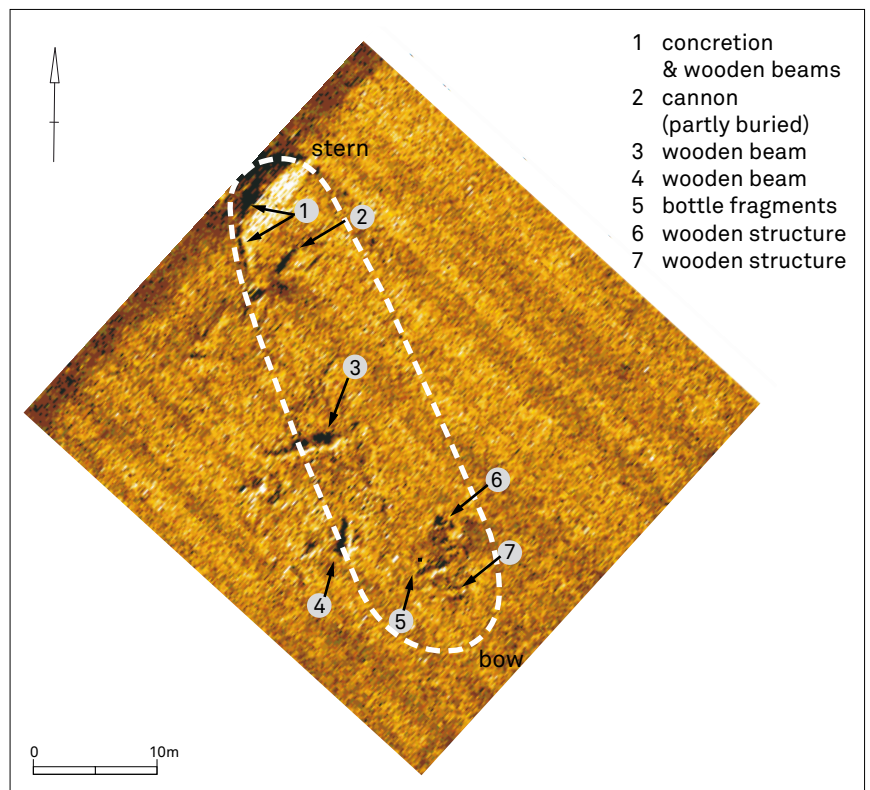 1 concretion
& wooden beams
2 cannon
(partly buried)
3 wooden beam
4 wooden beam
5 bottle fragments
6 wooden structure
7 wooden structure
stern
1
2
3
6
7
4
5
bow
0 10m